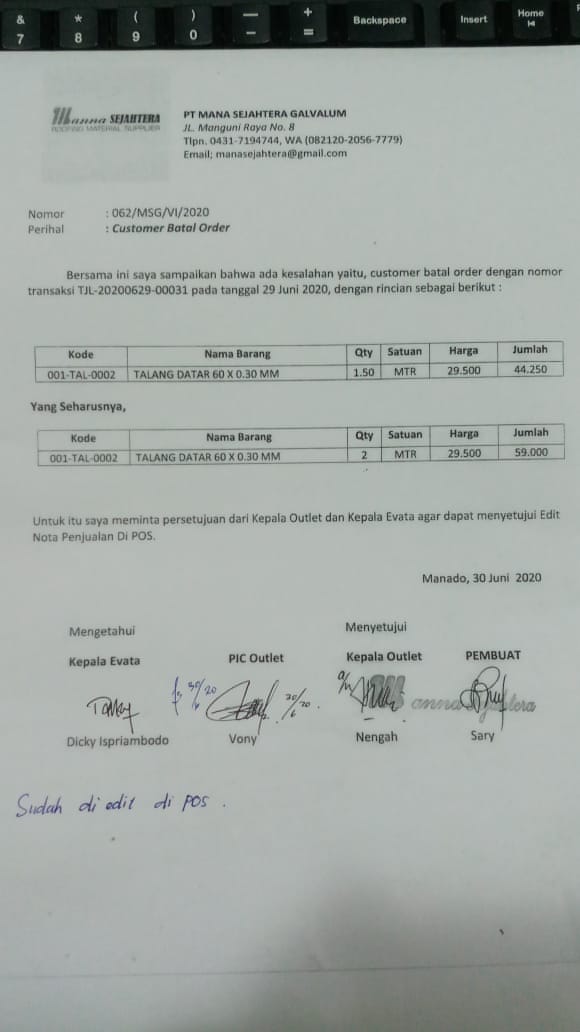 & * ( ) — + Backspace Insert Home
7 8 9 0 - =
Manna SEJAHTERA
ROOFING MATERIAL SUPPLIER
PT MANA SEJAHTERA GALVALUM
JL. Manguni Raya No. 8
Tlpn. 0431-7194744, WA (082120-2056-7779)
Email; manasejahtera@gmail.com
Nomor : 062/MSG/VI/2020
Perihal : Customer Batal Order
Bersama ini saya sampaikan bahwa ada kesalahan yaitu, customer batal order dengan nomor
transaksi TJL-20200629-00031 pada tanggal 29 Juni 2020, dengan rincian sebagai berikut :
Kode Nama Barang Qty Satuan Harga Jumlah
001-TAL-0002 TALANG DATAR 60 X 0.30 MM 1.50 MTR 29.500 44.250
Yang Seharusnya,
Kode Nama Barang Qty Satuan Harga Jumlah
001-TAL-0002 TALANG DATAR 60 X 0.30 MM 2 MTR 29.500 59.000
Untuk itu saya meminta persetujuan dari Kepala Outlet dan Kepala Evata agar dapat menyetujui Edit
Nota Penjualan Di POS.
Manado, 30 Juni 2020
Mengetahui Menyetujui
Kepala Evata PIC Outlet Kepala Outlet PEMBUAT
30/6 20 30/6 20 a/n
Dicky Ispriambodo Vony Nengah Sary
Sudah di edit di POS .